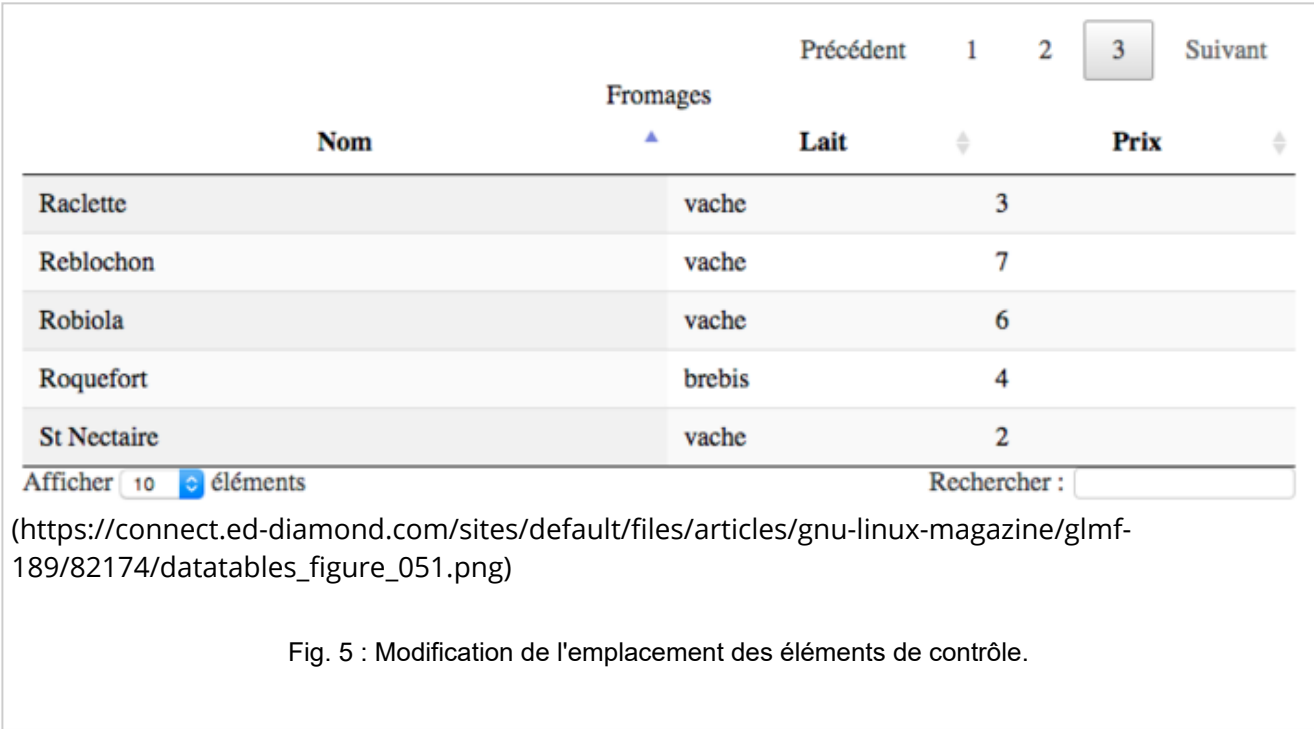 Précédent 1 2 3 Suivant
Fromages
Nom Lait Prix
Raclette vache 3
Reblochon vache 7
Robiola vache 6
Roquefort brebis 4
St Nectaire vache 2
Afficher 10 éléments Rechercher :
(https://connect.ed-diamond.com/sites/default/files/articles/gnu-linux-magazine/glmf-
189/82174/datatables_figure_051.png)
Fig. 5 : Modification de l'emplacement des éléments de contrôle.